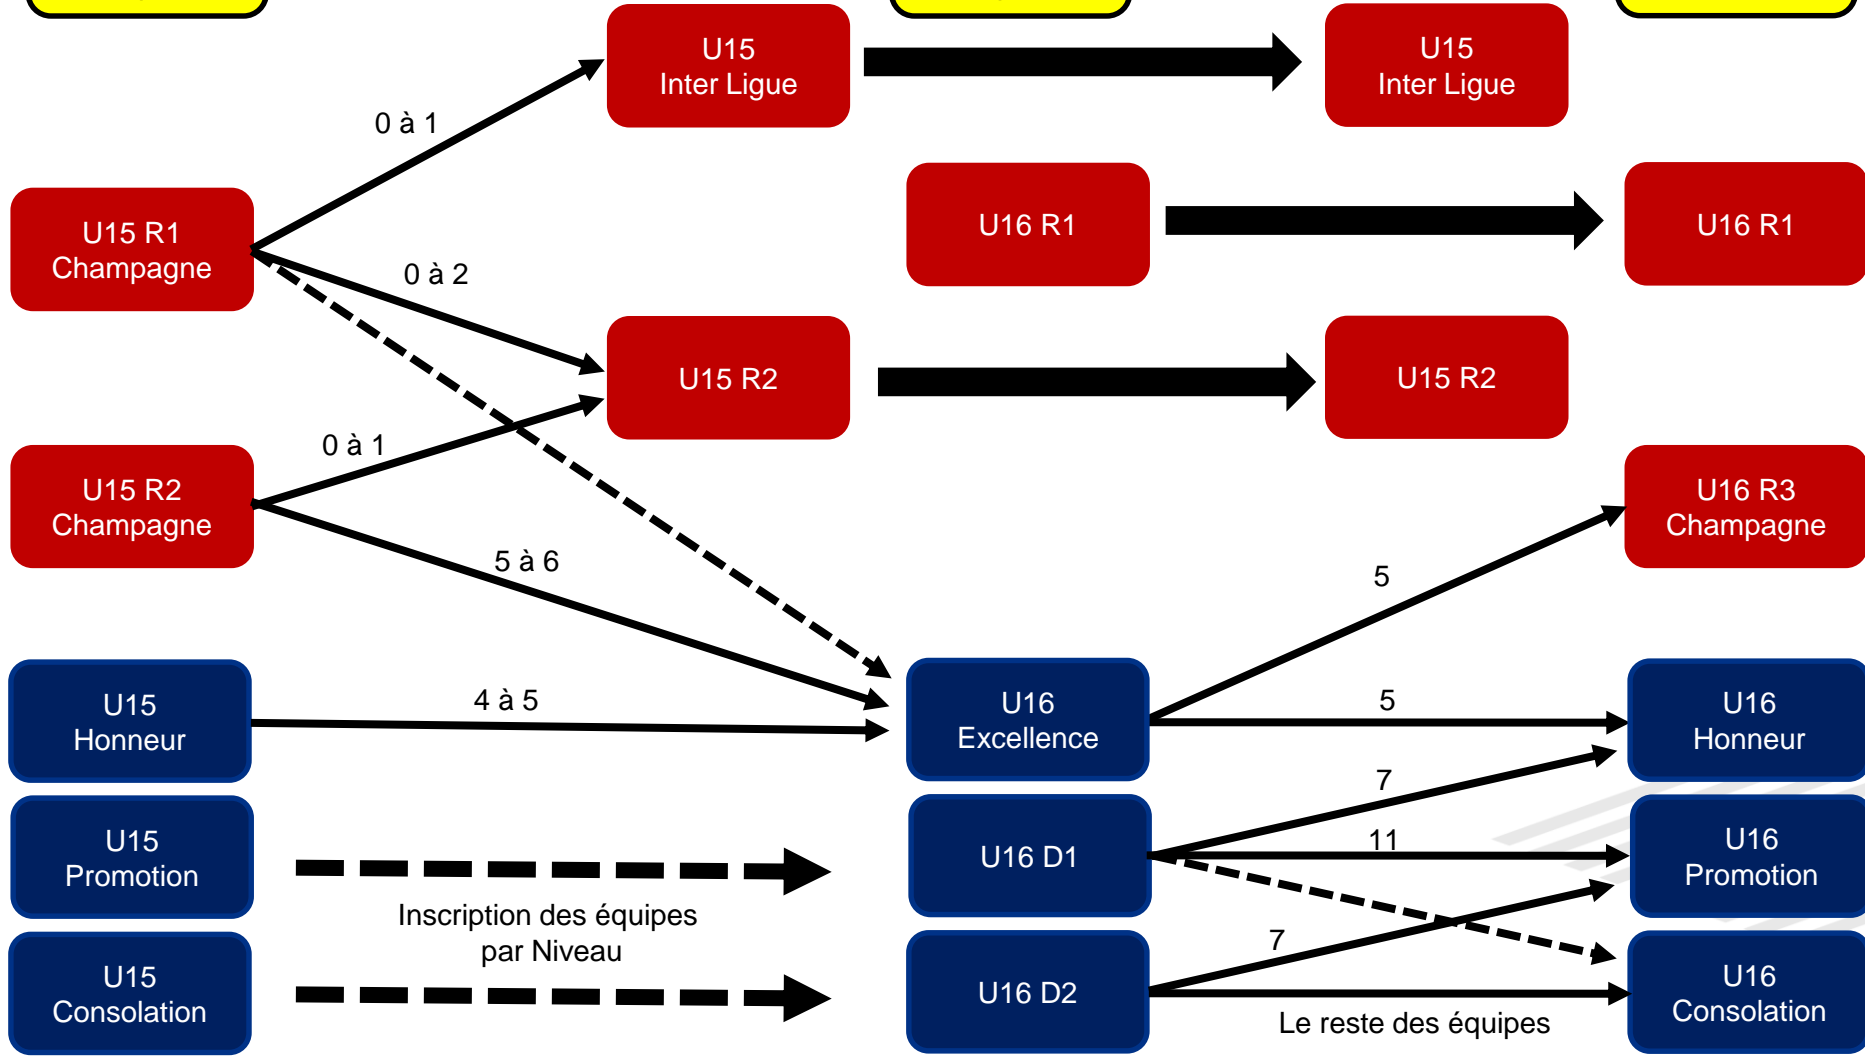 U15
Inter Ligue
U15
Inter Ligue
0 à 1
U15 R1
Champagne
U16 R1
U16 R1
0 à 2
U15 R2
U15 R2
0 à 1
U15 R2
Champagne
U16 R3
Champagne
5 à 6
5
U15
Honneur
4 à 5
U16
Excellence
5
U16
Honneur
7
U15
Promotion
U16 D1
11
U16
Promotion
Inscription des équipes
par Niveau
7
U15
Consolation
U16 D2
U16
Consolation
Le reste des équipes